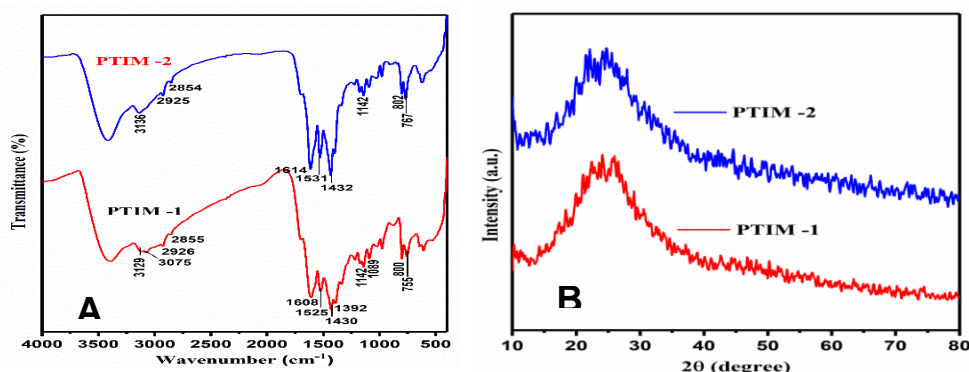 PTIM -2
2854
2925
3136
1142
802
767
1614
1531
1432
PTIM -1
2855
2926
3075
3129
1142
1089
800
755
1608
1525
1392
1430
A
Transmittance (%)
4000 3500 3000 2500 2000 1500 1000 500
Wavenumber (cm⁻¹)
PTIM -2
PTIM -1
B
Intensity (a.u.)
10 20 30 40 50 60 70 80
2θ (degree)